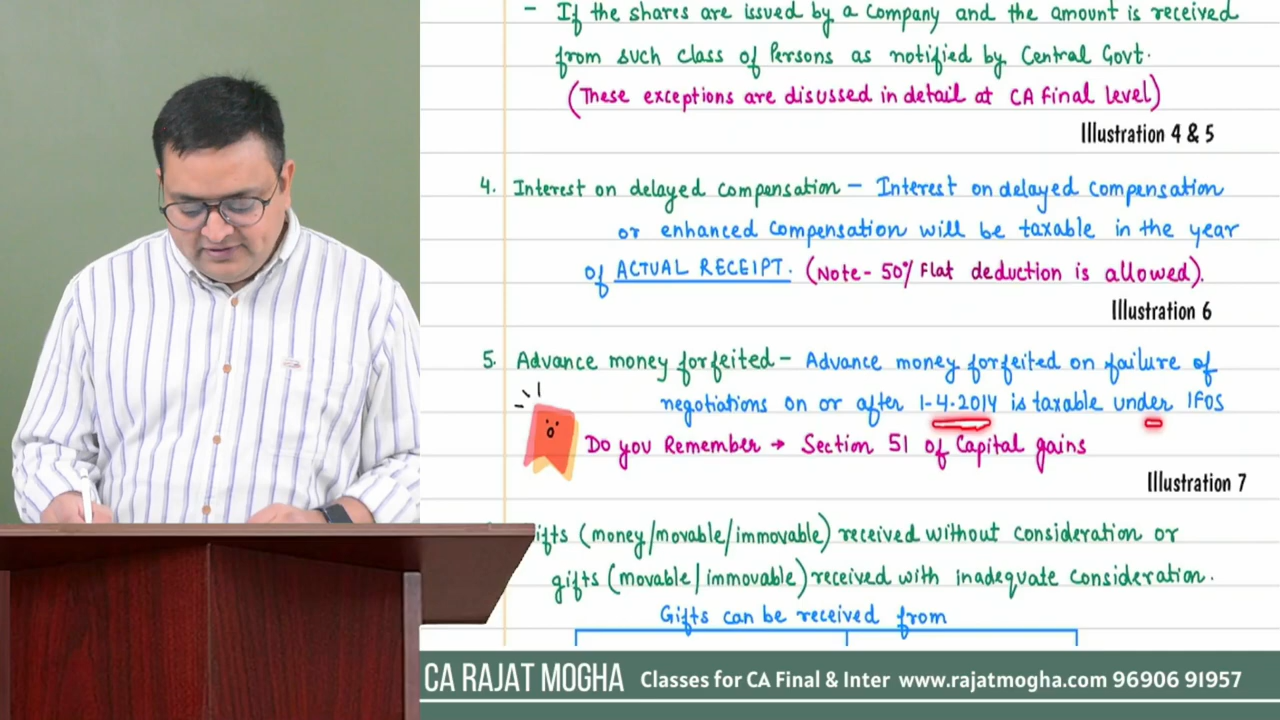 - If the shares are issued by a Company and the amount is received
from such class of Persons as notified by Central Govt.
(These exceptions are discussed in detail at CA Final level)
Illustration 4 & 5
4. Interest on delayed compensation - Interest on delayed compensation
or enhanced compensation will be taxable in the year
of ACTUAL RECEIPT. (Note- 50% Flat deduction is allowed).
Illustration 6
5. Advance money forfeited - Advance money forfeited on failure of
negotiations on or after 1-4-2014 is taxable under IFOS
Do you Remember → Section 51 of Capital gains
Illustration 7
(money/movable/immovable) received without consideration or
gifts (movable/immovable) received with inadequate consideration.
Gifts can be received from
CA RAJAT MOGHA Classes for CA Final & Inter www.rajatmogha.com 96906 91957